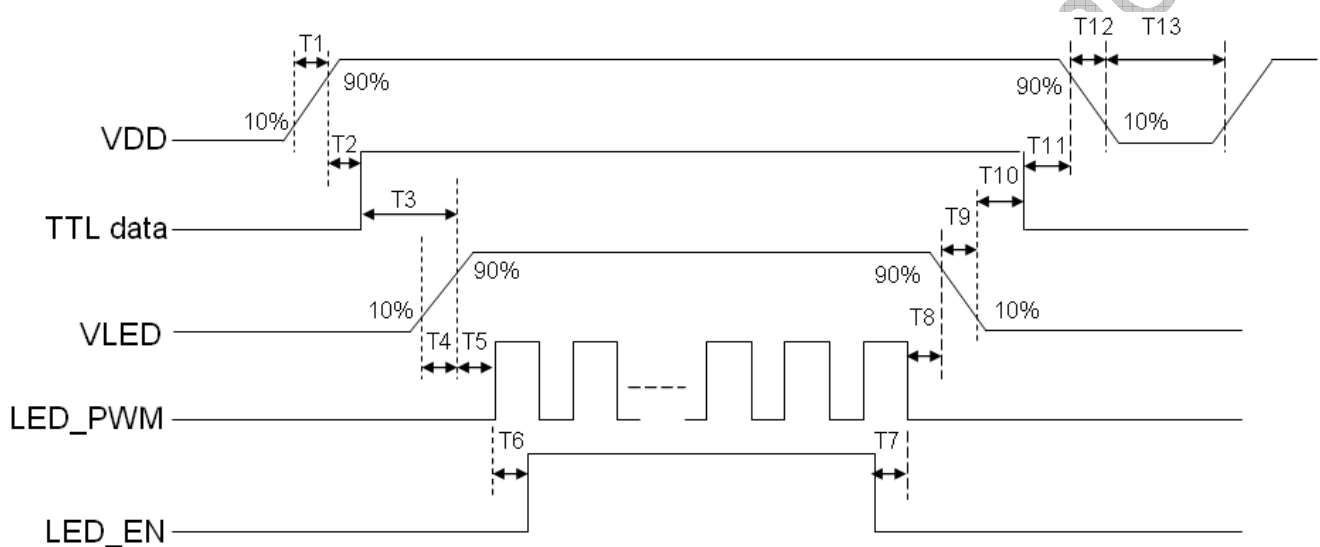 T12 T13
T1
90% 90%
10% 10%
VDD
T2 T11
T10
T3 T9
TTL data
90% 90%
10% 10%
T8
VLED
T4 T5
LED_PWM
T6 T7
LED_EN